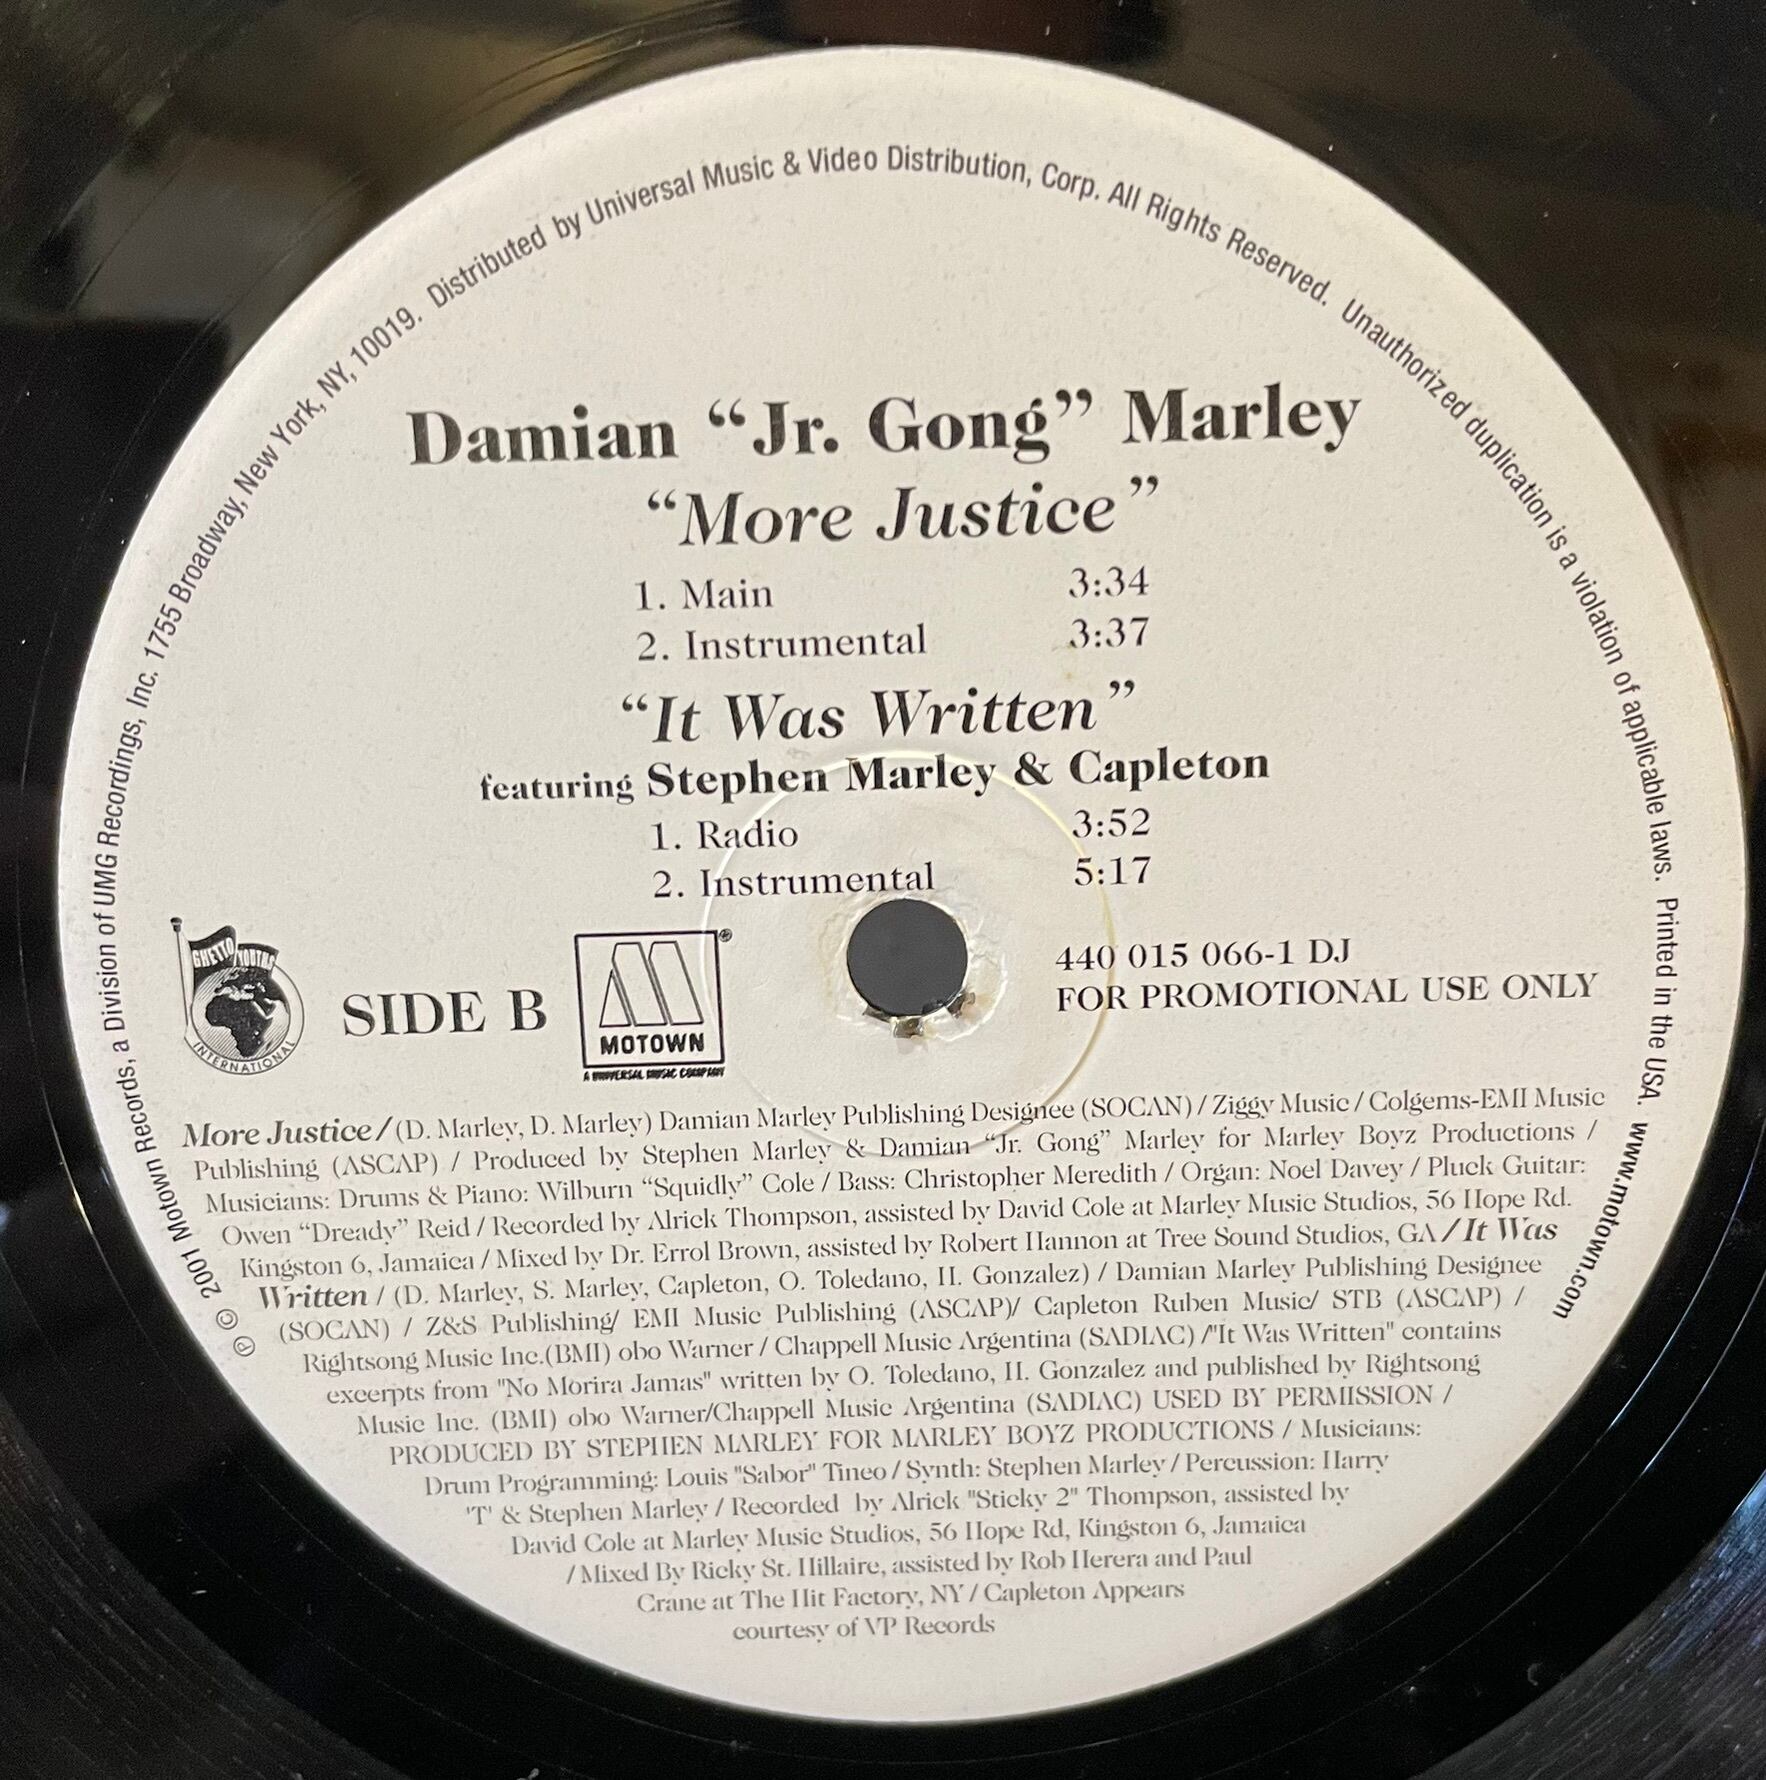 ℗ © 2001 Motown Records, a Division of UMG Recordings, Inc. 1755 Broadway, New York, NY, 10019. Distributed by Universal Music & Video Distribution, Corp. All Rights Reserved. Unauthorized duplication is a violation of applicable laws. Printed in the USA. www.motown.com
Damian “Jr. Gong” Marley
“More Justice”
1. Main 3:34
2. Instrumental 3:37
“It Was Written”
featuring Stephen Marley & Capleton
1. Radio 3:52
2. Instrumental 5:17
GHETTO YOUTHS
INTERNATIONAL
SIDE B
MOTOWN
®
A UNIVERSAL MUSIC COMPANY
440 015 066-1 DJ
FOR PROMOTIONAL USE ONLY
More Justice / (D. Marley, D. Marley) Damian Marley Publishing Designee (SOCAN) / Ziggy Music / Colgems-EMI Music
Publishing (ASCAP) / Produced by Stephen Marley & Damian “Jr. Gong” Marley for Marley Boyz Productions /
Musicians: Drums & Piano: Wilburn “Squidly” Cole / Bass: Christopher Meredith / Organ: Noel Davey / Pluck Guitar:
Owen “Dready” Reid / Recorded by Alrick Thompson, assisted by David Cole at Marley Music Studios, 56 Hope Rd.
Kingston 6, Jamaica / Mixed by Dr. Errol Brown, assisted by Robert Hannon at Tree Sound Studios, GA / It Was
Written / (D. Marley, S. Marley, Capleton, O. Toledano, H. Gonzalez) / Damian Marley Publishing Designee
(SOCAN) / Z&S Publishing/ EMI Music Publishing (ASCAP)/ Capleton Ruben Music/ STB (ASCAP) /
Rightsong Music Inc.(BMI) obo Warner / Chappell Music Argentina (SADIAC) /"It Was Written" contains
excerpts from "No Morira Jamas" written by O. Toledano, H. Gonzalez and published by Rightsong
Music Inc. (BMI) obo Warner/Chappell Music Argentina (SADIAC) USED BY PERMISSION /
PRODUCED BY STEPHEN MARLEY FOR MARLEY BOYZ PRODUCTIONS / Musicians:
Drum Programming: Louis "Sabor" Tineo / Synth: Stephen Marley / Percussion: Harry
'T' & Stephen Marley / Recorded by Alrick "Sticky 2" Thompson, assisted by
David Cole at Marley Music Studios, 56 Hope Rd, Kingston 6, Jamaica
/ Mixed By Ricky St. Hillaire, assisted by Rob Herera and Paul
Crane at The Hit Factory, NY / Capleton Appears
courtesy of VP Records